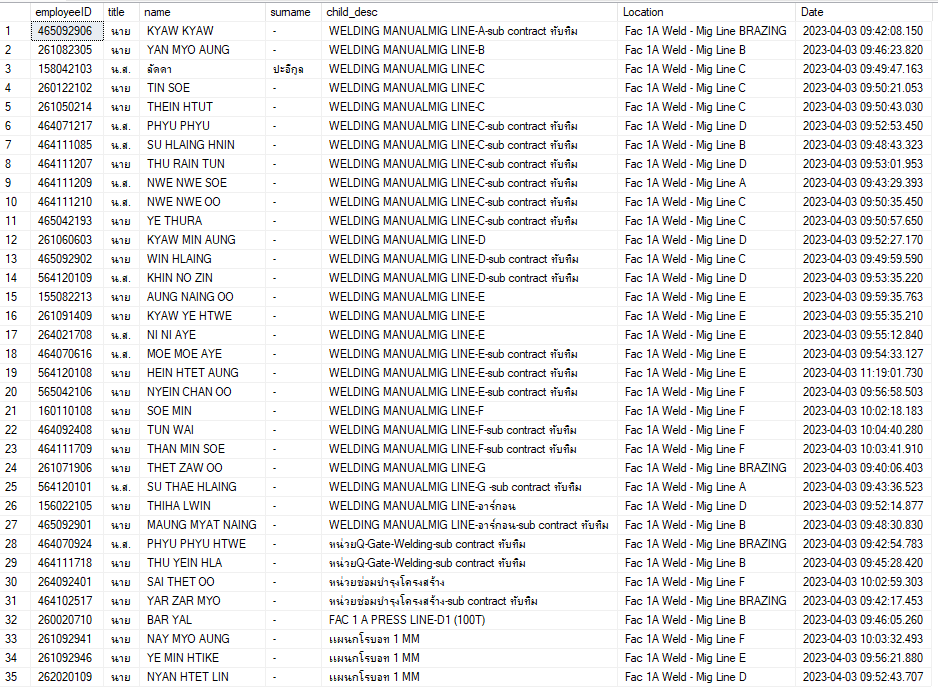 employeeID title name surname child_desc Location Date
1 465092906 นาย KYAW KYAW - WELDING MANUALMIG LINE-A-sub contract ทับทิม Fac 1A Weld - Mig Line BRAZING 2023-04-03 09:42:08.150
2 261082305 นาย YAN MYO AUNG - WELDING MANUALMIG LINE-B Fac 1A Weld - Mig Line B 2023-04-03 09:46:23.820
3 158042103 น.ส. ลัดดา ปะอิกุล WELDING MANUALMIG LINE-C Fac 1A Weld - Mig Line C 2023-04-03 09:49:47.163
4 260122102 นาย TIN SOE - WELDING MANUALMIG LINE-C Fac 1A Weld - Mig Line C 2023-04-03 09:50:21.053
5 261050214 นาย THEIN HTUT - WELDING MANUALMIG LINE-C Fac 1A Weld - Mig Line C 2023-04-03 09:50:43.030
6 464071217 น.ส. PHYU PHYU - WELDING MANUALMIG LINE-C-sub contract ทับทิม Fac 1A Weld - Mig Line D 2023-04-03 09:52:53.450
7 464111085 น.ส. SU HLAING HNIN - WELDING MANUALMIG LINE-C-sub contract ทับทิม Fac 1A Weld - Mig Line B 2023-04-03 09:48:43.323
8 464111207 นาย THU RAIN TUN - WELDING MANUALMIG LINE-C-sub contract ทับทิม Fac 1A Weld - Mig Line D 2023-04-03 09:53:01.953
9 464111209 น.ส. NWE NWE SOE - WELDING MANUALMIG LINE-C-sub contract ทับทิม Fac 1A Weld - Mig Line A 2023-04-03 09:43:29.393
10 464111210 น.ส. NWE NWE OO - WELDING MANUALMIG LINE-C-sub contract ทับทิม Fac 1A Weld - Mig Line C 2023-04-03 09:50:35.450
11 465042193 นาย YE THURA - WELDING MANUALMIG LINE-C-sub contract ทับทิม Fac 1A Weld - Mig Line C 2023-04-03 09:50:57.650
12 261060603 นาย KYAW MIN AUNG - WELDING MANUALMIG LINE-D Fac 1A Weld - Mig Line D 2023-04-03 09:52:27.170
13 465092902 นาย WIN HLAING - WELDING MANUALMIG LINE-D-sub contract ทับทิม Fac 1A Weld - Mig Line C 2023-04-03 09:49:59.590
14 564120109 น.ส. KHIN NO ZIN - WELDING MANUALMIG LINE-D-sub contract ทับทิม Fac 1A Weld - Mig Line D 2023-04-03 09:53:35.220
15 155082213 นาย AUNG NAING OO - WELDING MANUALMIG LINE-E Fac 1A Weld - Mig Line E 2023-04-03 09:59:35.763
16 261091409 นาย KYAW YE HTWE - WELDING MANUALMIG LINE-E Fac 1A Weld - Mig Line E 2023-04-03 09:55:35.210
17 264021708 น.ส. NI NI AYE - WELDING MANUALMIG LINE-E Fac 1A Weld - Mig Line E 2023-04-03 09:55:12.840
18 464070616 น.ส. MOE MOE AYE - WELDING MANUALMIG LINE-E-sub contract ทับทิม Fac 1A Weld - Mig Line E 2023-04-03 09:54:33.127
19 564120108 นาย HEIN HTET AUNG - WELDING MANUALMIG LINE-E-sub contract ทับทิม Fac 1A Weld - Mig Line E 2023-04-03 11:19:01.730
20 565042106 นาย NYEIN CHAN OO - WELDING MANUALMIG LINE-E-sub contract ทับทิม Fac 1A Weld - Mig Line F 2023-04-03 09:56:58.503
21 160110108 นาย SOE MIN - WELDING MANUALMIG LINE-F Fac 1A Weld - Mig Line F 2023-04-03 10:02:18.183
22 464092408 นาย TUN WAI - WELDING MANUALMIG LINE-F-sub contract ทับทิม Fac 1A Weld - Mig Line F 2023-04-03 10:04:40.280
23 464111709 นาย THAN MIN SOE - WELDING MANUALMIG LINE-F-sub contract ทับทิม Fac 1A Weld - Mig Line F 2023-04-03 10:03:41.910
24 261071906 นาย THET ZAW OO - WELDING MANUALMIG LINE-G Fac 1A Weld - Mig Line BRAZING 2023-04-03 09:40:06.403
25 564120101 น.ส. SU THAE HLAING - WELDING MANUALMIG LINE-G -sub contract ทับทิม Fac 1A Weld - Mig Line A 2023-04-03 09:43:36.523
26 156022105 นาย THIHA LWIN - WELDING MANUALMIG LINE-อาร์กอน Fac 1A Weld - Mig Line D 2023-04-03 09:52:14.877
27 465092901 นาย MAUNG MYAT NAING - WELDING MANUALMIG LINE-อาร์กอน-sub contract ทับทิม Fac 1A Weld - Mig Line B 2023-04-03 09:48:30.830
28 464070924 น.ส. PHYU PHYU HTWE - หน่วยQ-Gate-Welding-sub contract ทับทิม Fac 1A Weld - Mig Line BRAZING 2023-04-03 09:42:54.783
29 464111718 นาย THU YEIN HLA - หน่วยQ-Gate-Welding-sub contract ทับทิม Fac 1A Weld - Mig Line B 2023-04-03 09:45:28.420
30 264092401 นาย SAI THET OO - หน่วยซ่อมบำรุงโครงสร้าง Fac 1A Weld - Mig Line F 2023-04-03 10:02:59.303
31 464102517 นาย YAR ZAR MYO - หน่วยซ่อมบำรุงโครงสร้าง-sub contract ทับทิม Fac 1A Weld - Mig Line BRAZING 2023-04-03 09:42:17.453
32 260020710 นาย BAR YAL - FAC 1 A PRESS LINE-D1 (100T) Fac 1A Weld - Mig Line B 2023-04-03 09:46:05.260
33 261092941 นาย NAY MYO AUNG - แผนกโรบอท 1 MM Fac 1A Weld - Mig Line F 2023-04-03 10:03:32.493
34 261092946 นาย YE MIN HTIKE - แผนกโรบอท 1 MM Fac 1A Weld - Mig Line E 2023-04-03 09:56:21.880
35 262020109 นาย NYAN HTET LIN - แผนกโรบอท 1 MM Fac 1A Weld - Mig Line D 2023-04-03 09:52:43.707